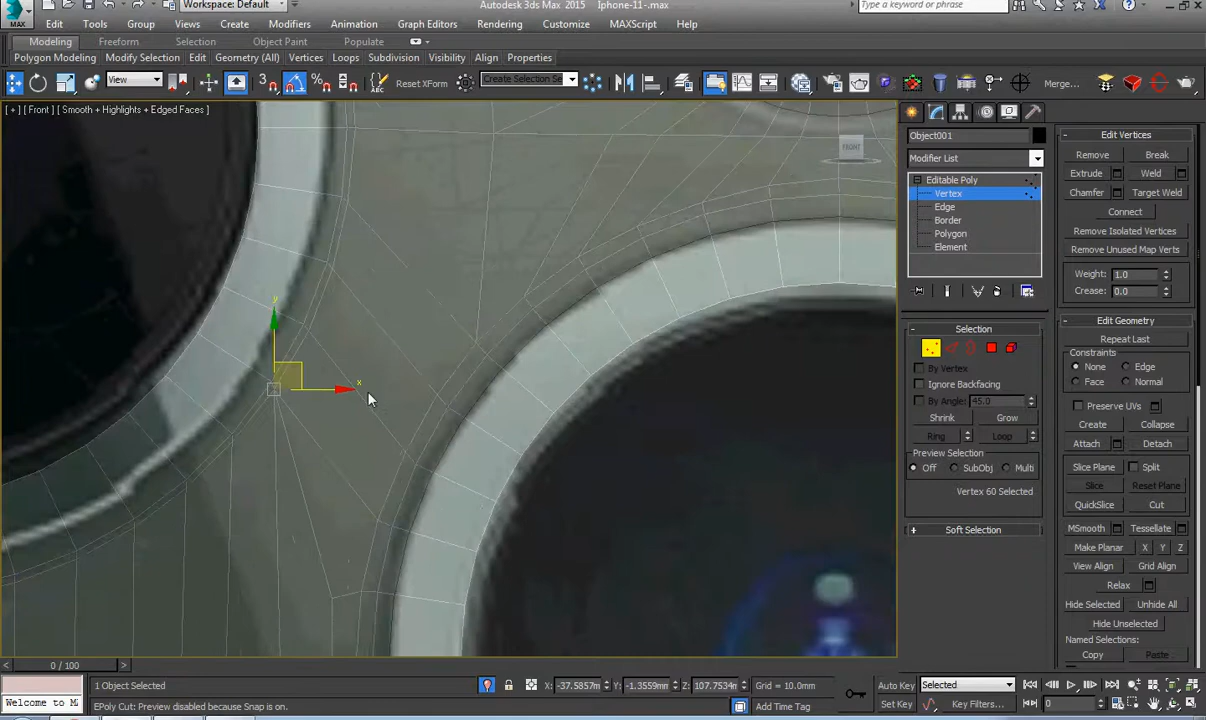 Workspace: Default
Autodesk 3ds Max 2015 Iphone-11-.max
Type a keyword or phrase
MAX
Edit Tools Group Views Create Modifiers Animation Graph Editors Rendering Customize MAXScript Help
Modeling Freeform Selection Object Paint Populate
Polygon Modeling Modify Selection Edit Geometry (All) Vertices Loops Subdivision Visibility Align Properties
View
3
%
ABC
Reset XForm
Create Selection Se
Merge...
[ + ] [ Front ] [ Smooth + Highlights + Edged Faces ]
FRONT
y
x
Object001
Modifier List
Editable Poly
Vertex
Edge
Border
Polygon
Element
Selection
By Vertex
Ignore Backfacing
By Angle: 45.0
Shrink Grow
Ring Loop
Preview Selection
Off SubObj Multi
Vertex 60 Selected
Soft Selection
Edit Vertices
Remove Break
Extrude Weld
Chamfer Target Weld
Connect
Remove Isolated Vertices
Remove Unused Map Verts
Weight: 1.0
Crease: 0.0
Edit Geometry
Repeat Last
Constraints
None Edge
Face Normal
Preserve UVs
Create Collapse
Attach Detach
Slice Plane Split
Slice Reset Plane
QuickSlice Cut
MSmooth Tessellate
Make Planar X Y Z
View Align Grid Align
Relax
Hide Selected Unhide All
Hide Unselected
Named Selections:
Copy Paste
0 / 100
1 Object Selected
X: -37.5857m Y: -1.3559mm Z: 107.7534m Grid = 10.0mm
Auto Key Selected
Welcome to M
EPoly Cut: Preview disabled because Snap is on.
Add Time Tag
Set Key Key Filters... 0